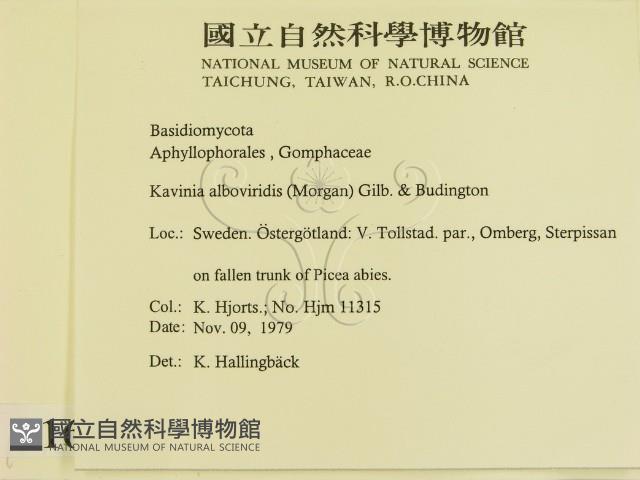 國立自然科學博物館
NATIONAL MUSEUM OF NATURAL SCIENCE
TAICHUNG, TAIWAN, R.O.CHINA
Basidiomycota
Aphyllophorales , Gomphaceae
Kavinia alboviridis (Morgan) Gilb. & Budington
Loc.: Sweden. Östergötland: V. Tollstad. par., Omberg, Sterpissan
on fallen trunk of Picea abies.
Col.: K. Hjorts.; No. Hjm 11315
Date: Nov. 09, 1979
Det.: K. Hallingbäck
國立自然科學博物館
NATIONAL MUSEUM OF NATURAL SCIENCE